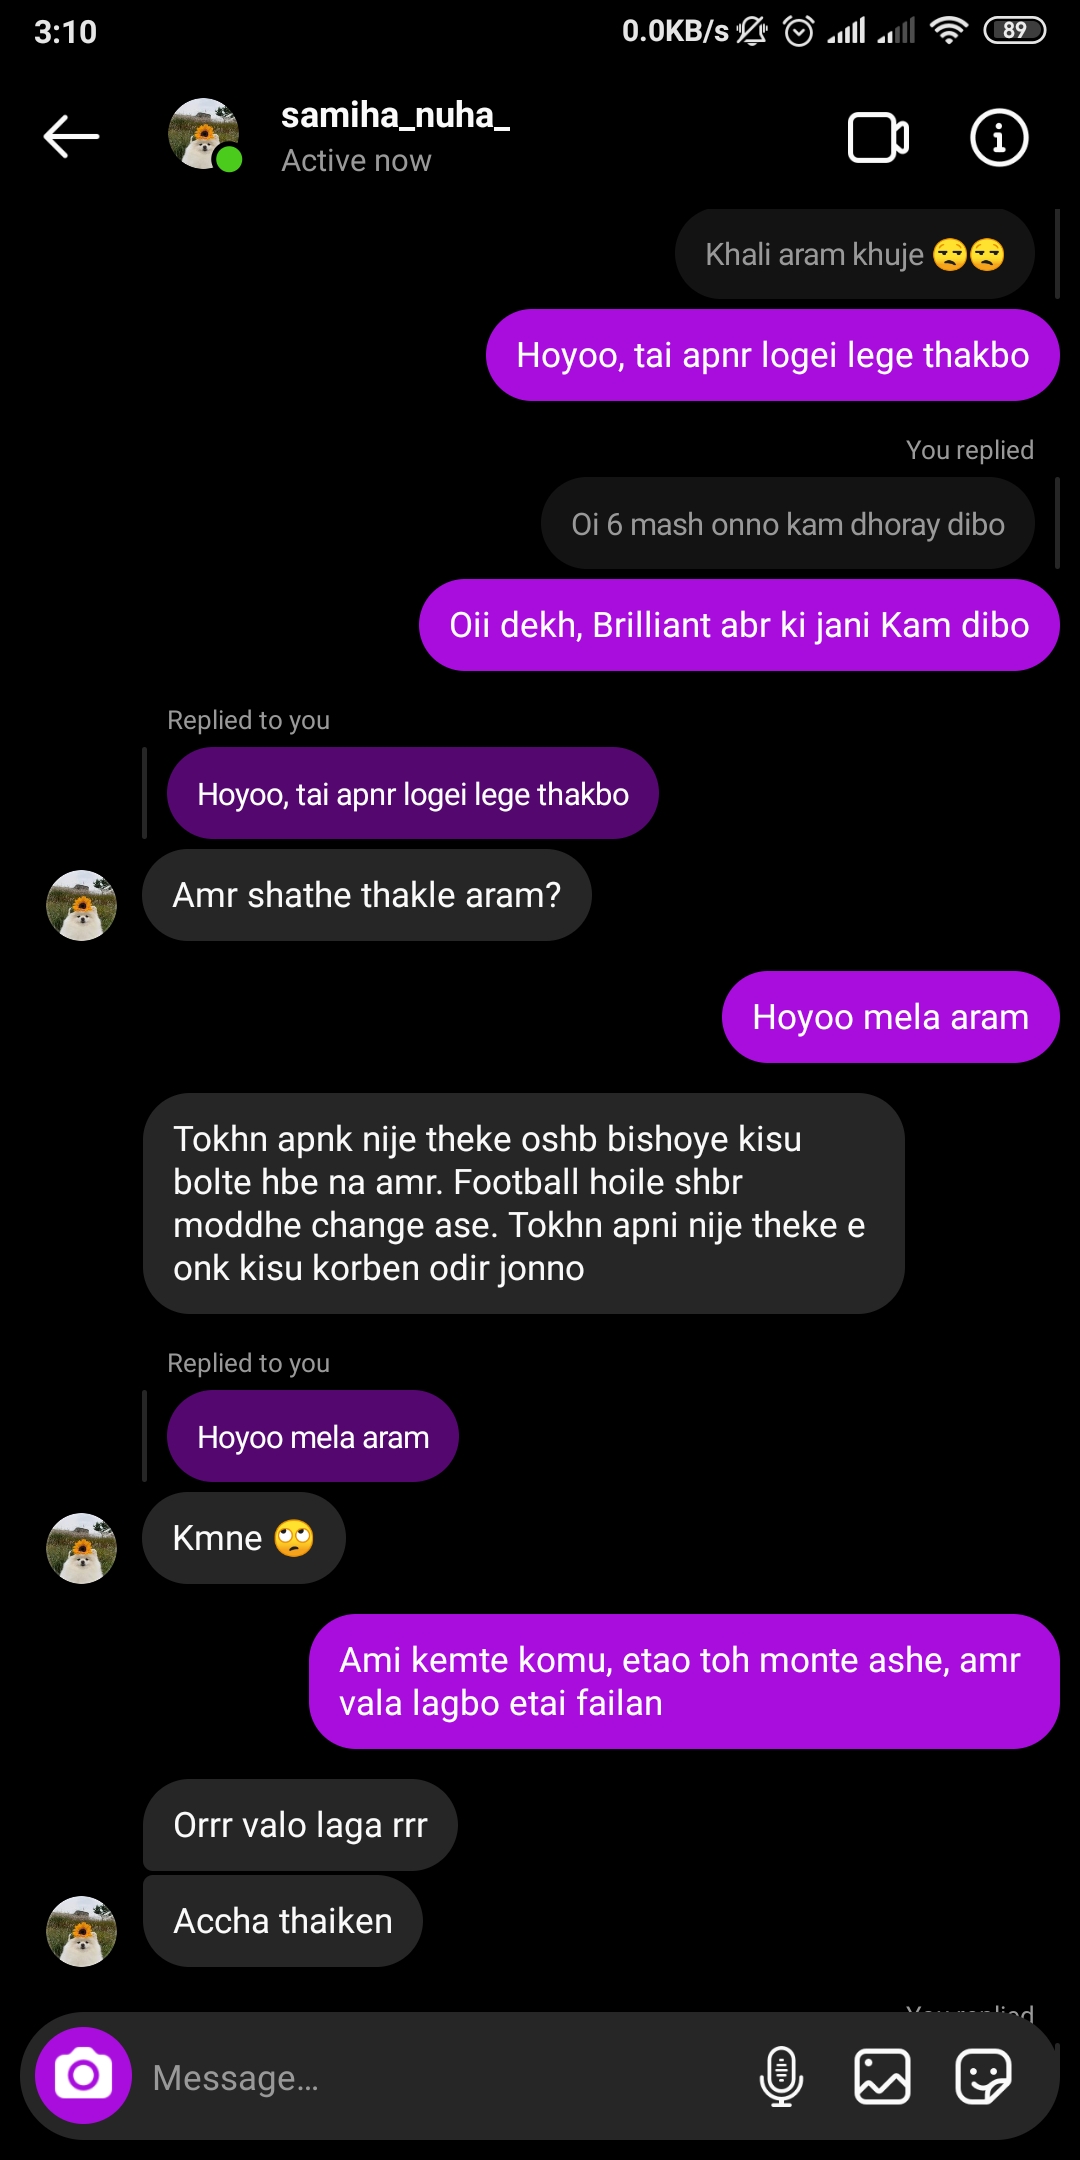 3:10
0.0KB/s
89
samiha_nuha_
Active now
Khali aram khuje 😒😒
Hoyoo, tai apnr logei lege thakbo
You replied
Oi 6 mash onno kam dhoray dibo
Oii dekh, Brilliant abr ki jani Kam dibo
Replied to you
Hoyoo, tai apnr logei lege thakbo
Amr shathe thakle aram?
Hoyoo mela aram
Tokhn apnk nije theke oshb bishoye kisu
bolte hbe na amr. Football hoile shbr
moddhe change ase. Tokhn apni nije theke e
onk kisu korben odir jonno
Replied to you
Hoyoo mela aram
Kmne 🙄
Ami kemte komu, etao toh monte ashe, amr
vala lagbo etai failan
Orrr valo laga rrr
Accha thaiken
You replied
Message...